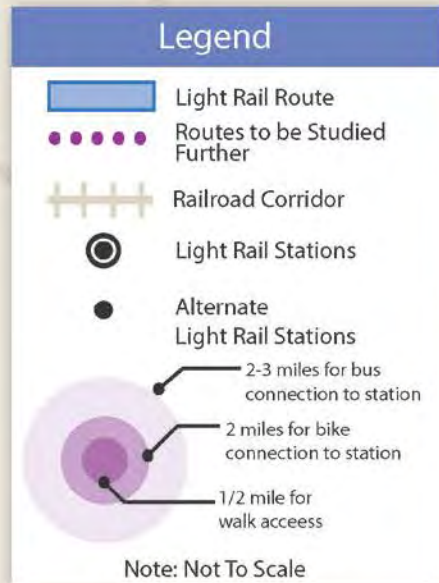 Legend
Light Rail Route
Routes to be Studied
Further
Railroad Corridor
Light Rail Stations
Alternate
Light Rail Stations
2-3 miles for bus
connection to station
2 miles for bike
connection to station
1/2 mile for
walk acceess
Note: Not To Scale